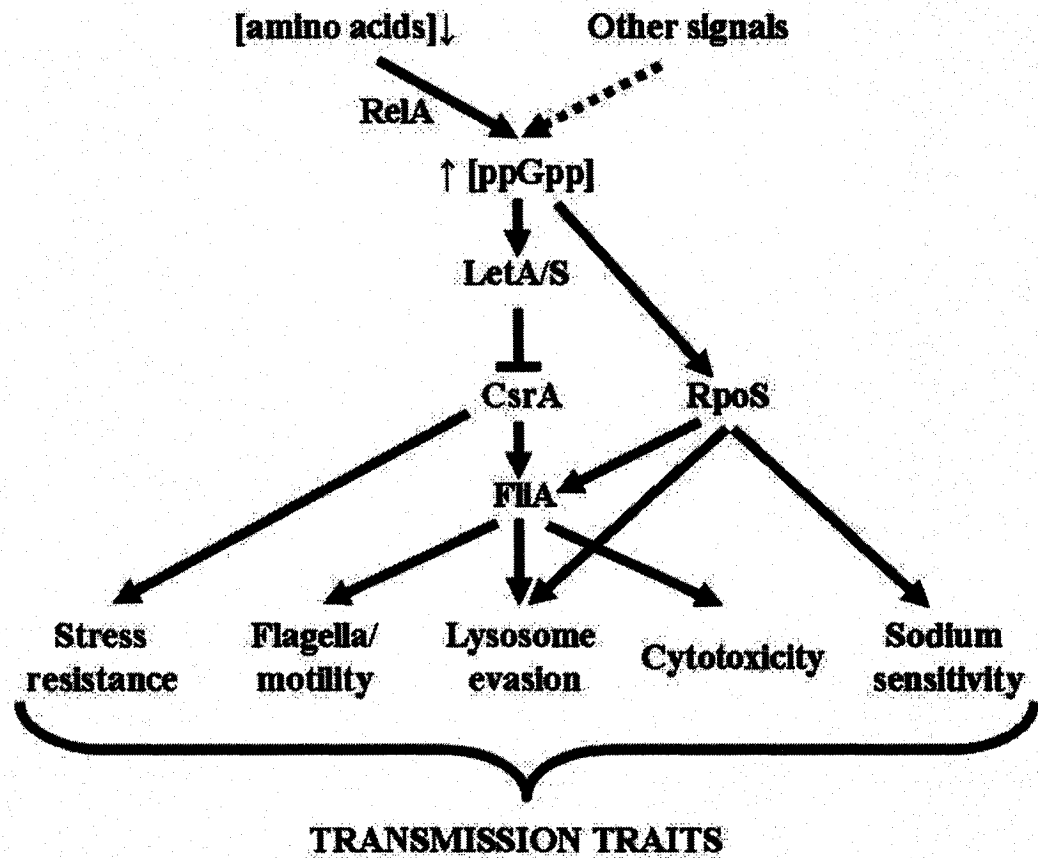 [amino acids]↓ Other signals
RelA
↑ [ppGpp]
LetA/S
CsrA RpoS
FliA
Stress Flagella/ Lysosome Cytotoxicity Sodium
resistance motility evasion sensitivity
TRANSMISSION TRAITS